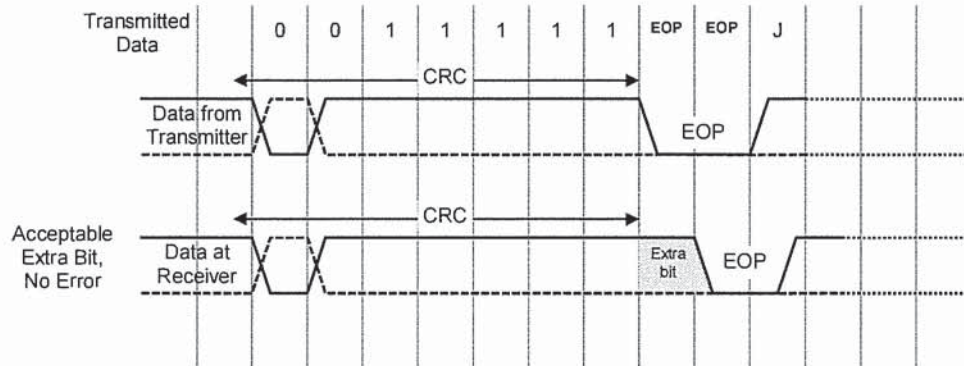 Transmitted
Data
0 0 1 1 1 1 1 EOP EOP J
CRC
Data from
Transmitter
EOP
CRC
Acceptable
Extra Bit,
No Error
Data at
Receiver
Extra
bit
EOP